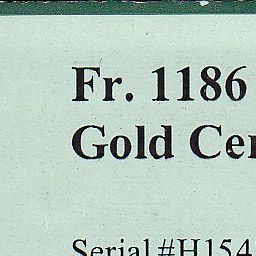 Fr. 1186
Gold Cer
Serial #H154